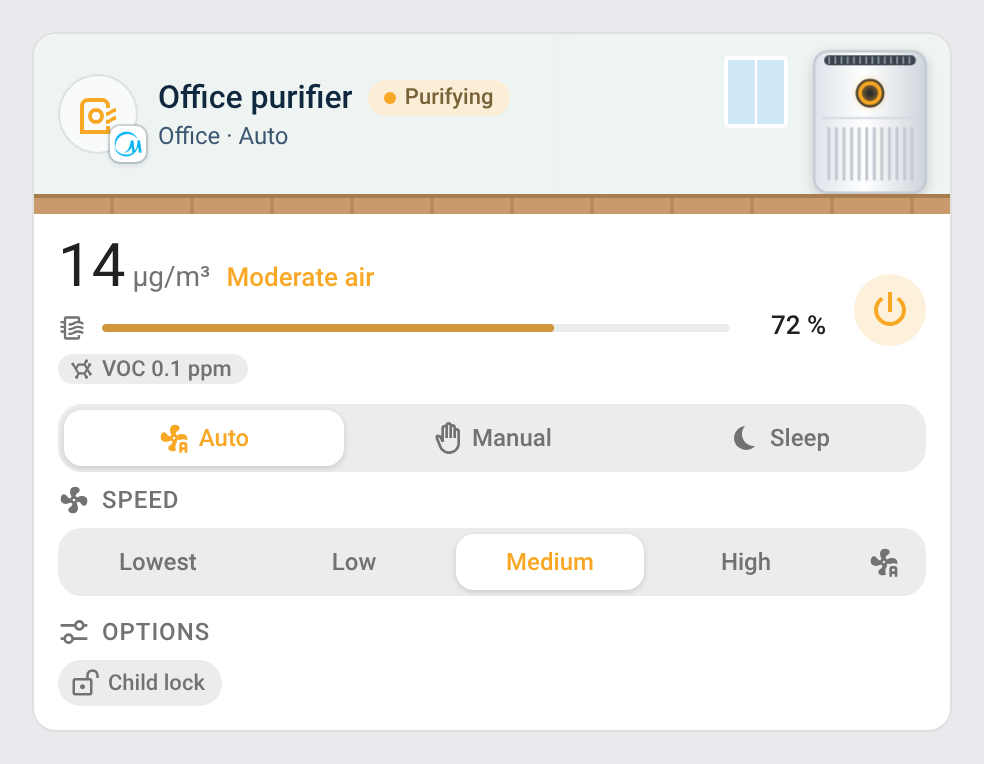 Office purifier
Purifying
Office · Auto
14 µg/m³ Moderate air
72 %
VOC 0.1 ppm
Auto Manual Sleep
SPEED
Lowest Low Medium High
OPTIONS
Child lock